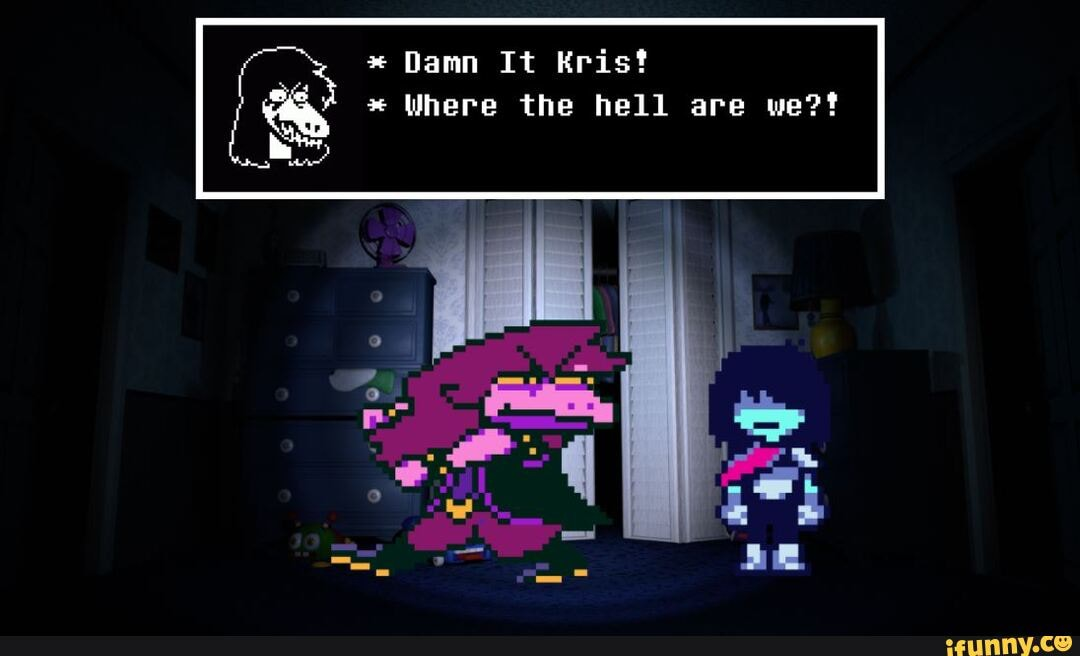 * Damn It Kris!
* Where the hell are we?!
ifunny.co